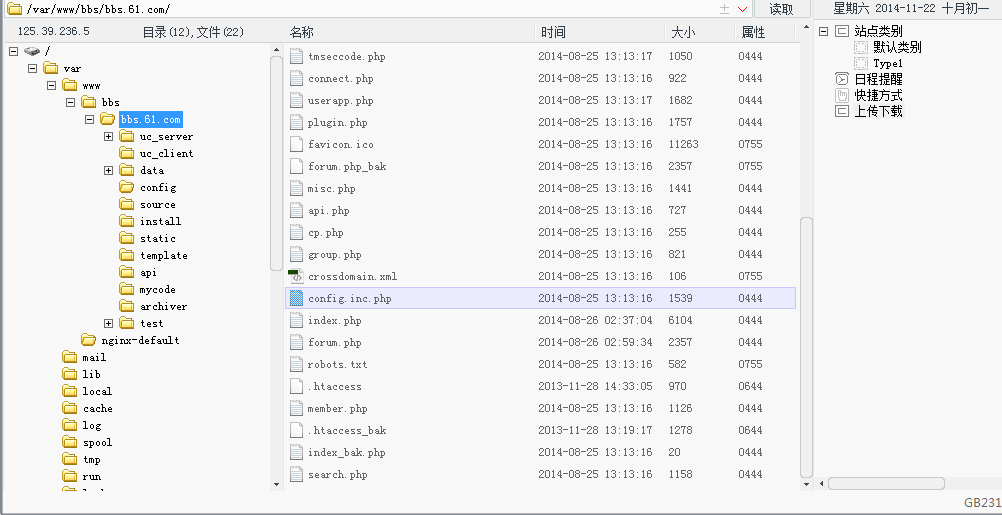 /var/www/bbs/bbs.61.com/ 读取
125.39.236.5 目录(12),文件(22)
/
var
www
bbs
bbs.61.com
uc_server
uc_client
data
config
source
install
static
template
api
mycode
archiver
test
nginx-default
mail
lib
local
cache
log
spool
tmp
run
名称 时间 大小 属性
tmseccode.php 2014-08-25 13:13:17 1050 0444
connect.php 2014-08-25 13:13:16 922 0444
userapp.php 2014-08-25 13:13:17 1682 0444
plugin.php 2014-08-25 13:13:16 1757 0444
favicon.ico 2014-08-25 13:13:16 11263 0755
forum.php_bak 2014-08-25 13:13:16 2357 0755
misc.php 2014-08-25 13:13:16 1441 0444
api.php 2014-08-25 13:13:16 727 0444
cp.php 2014-08-25 13:13:16 255 0444
group.php 2014-08-25 13:13:16 821 0444
crossdomain.xml 2014-08-25 13:13:16 106 0755
config.inc.php 2014-08-25 13:13:16 1539 0444
index.php 2014-08-26 02:37:04 6104 0444
forum.php 2014-08-26 02:59:34 2357 0444
robots.txt 2014-08-25 13:13:16 582 0755
.htaccess 2013-11-28 14:33:05 970 0644
member.php 2014-08-25 13:13:16 1126 0444
.htaccess_bak 2013-11-28 13:19:17 1278 0644
index_bak.php 2014-08-25 13:13:16 20 0444
search.php 2014-08-25 13:13:16 1158 0444
星期六 2014-11-22 十月初一
站点类别
默认类别
Type1
日程提醒
快捷方式
上传下载
GB231